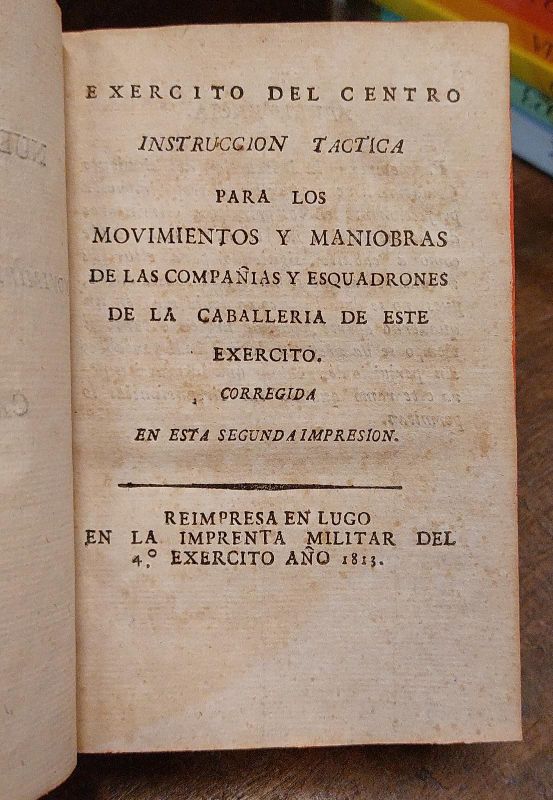 EXERCITO DEL CENTRO
INSTRUCCION TACTICA
PARA LOS
MOVIMIENTOS Y MANIOBRAS
DE LAS COMPAÑIAS Y ESQUADRONES
DE LA CABALLERIA DE ESTE
EXERCITO.
CORREGIDA
EN ESTA SEGUNDA IMPRESION.
REIMPRESA EN LUGO
EN LA IMPRENTA MILITAR DEL
4.º EXERCITO AÑO 1813.